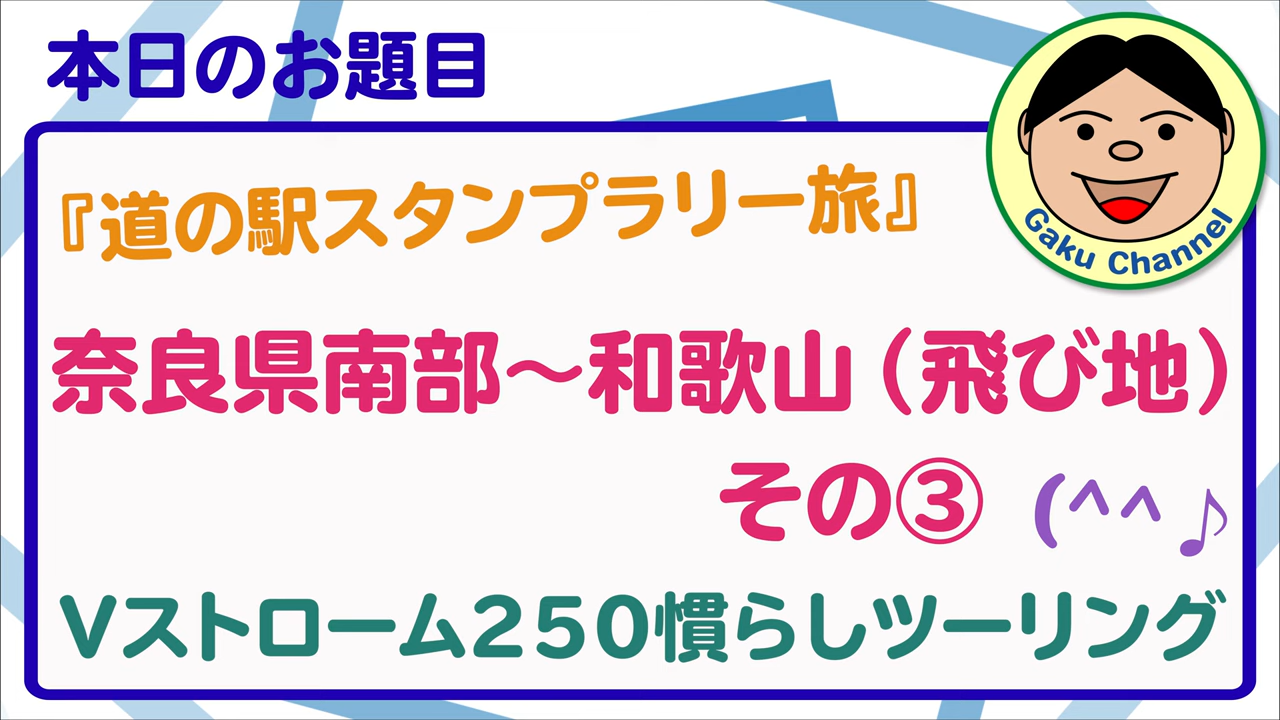 本日のお題目
『道の駅スタンプラリー旅』
Gaku Channel
奈良県南部～和歌山(飛び地)
その③ (^^♪
Vストローム250慣らしツーリング